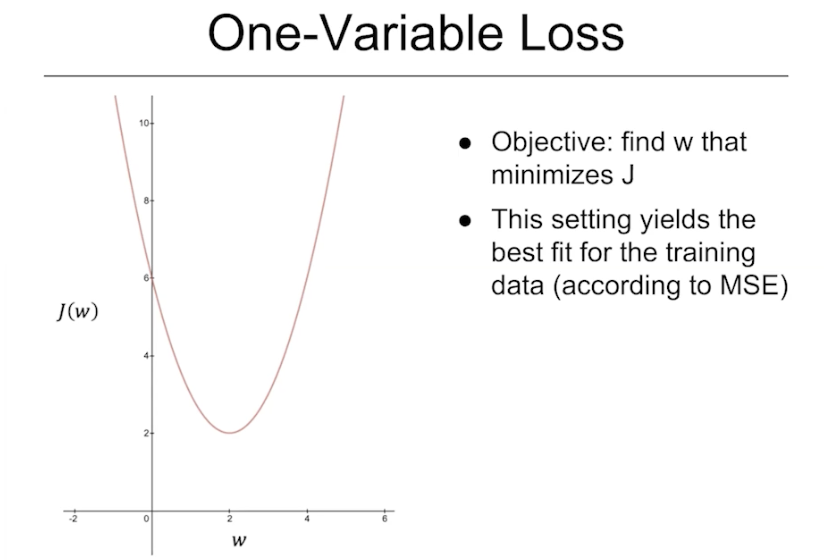 One-Variable Loss
10
8
6
4
2
J(w)
-2
0
2
4
6
w
● Objective: find w that
minimizes J
● This setting yields the
best fit for the training
data (according to MSE)